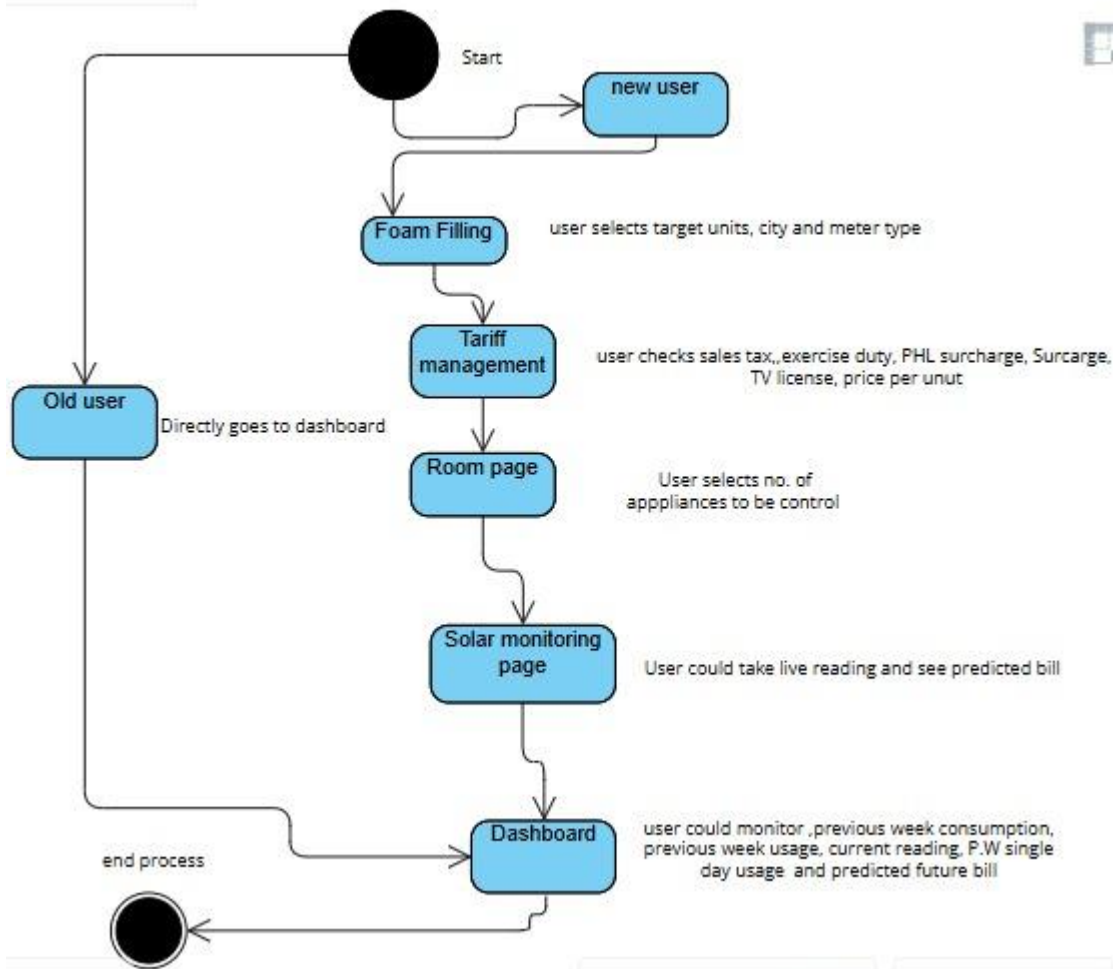 Start
new user
Foam Filling
user selects target units, city and meter type
Tariff
management
user checks sales tax,,exercise duty, PHL surcharge, Surcarge,
TV license, price per unut
Old user
Directly goes to dashboard
Room page
User selects no. of
apppliances to be control
Solar monitoring
page
User could take live reading and see predicted bill
Dashboard
user could monitor ,previous week consumption,
previous week usage, current reading, P.W single
day usage and predicted future bill
end process